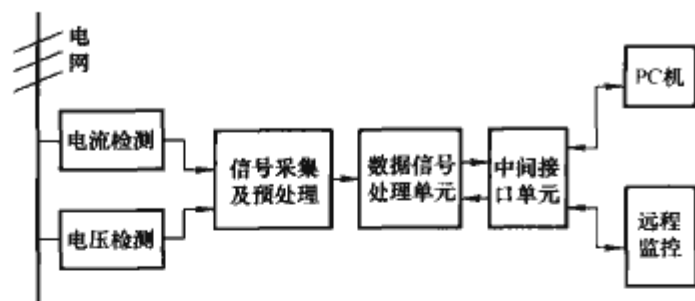 电
网
电流检测
电压检测
信号采集
及预处理
数据信号
处理单元
中间接
口单元
PC机
远程
监控